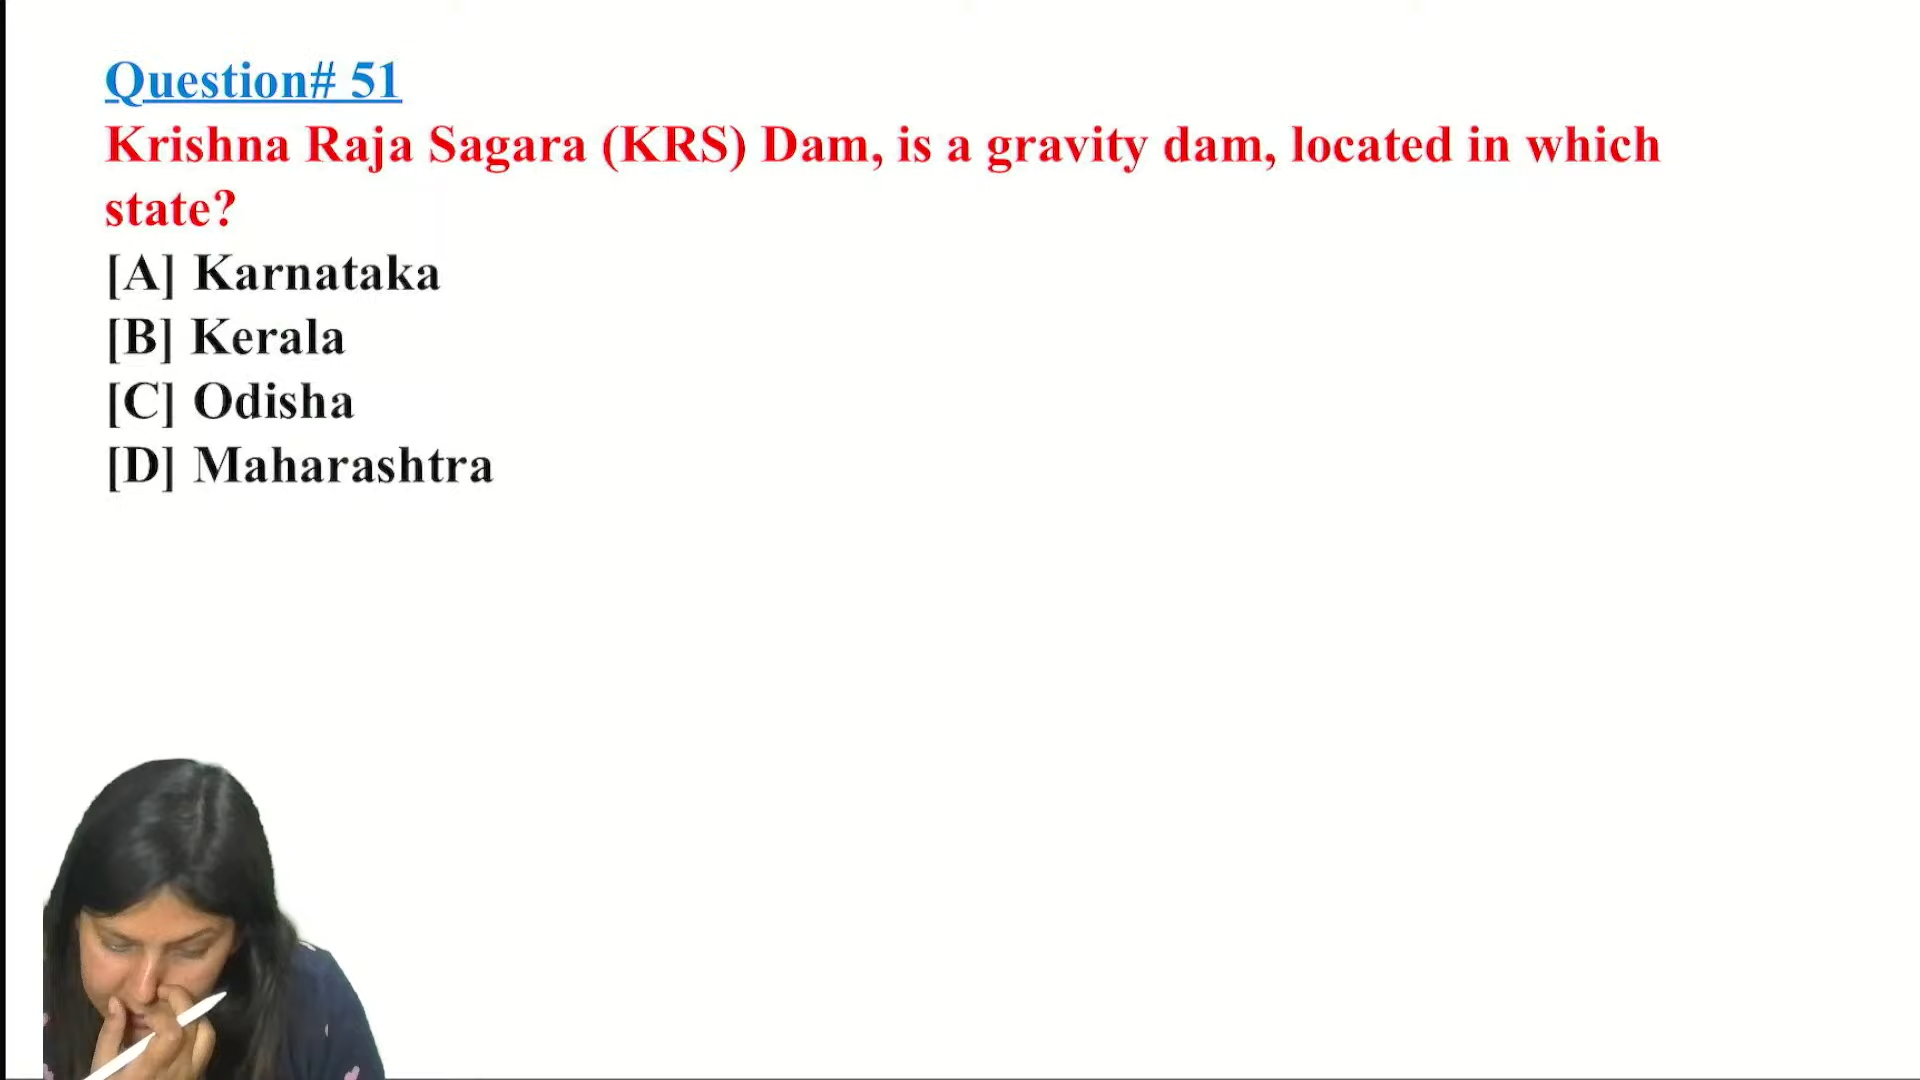 Question# 51
Krishna Raja Sagara (KRS) Dam, is a gravity dam, located in which
state?
[A] Karnataka
[B] Kerala
[C] Odisha
[D] Maharashtra